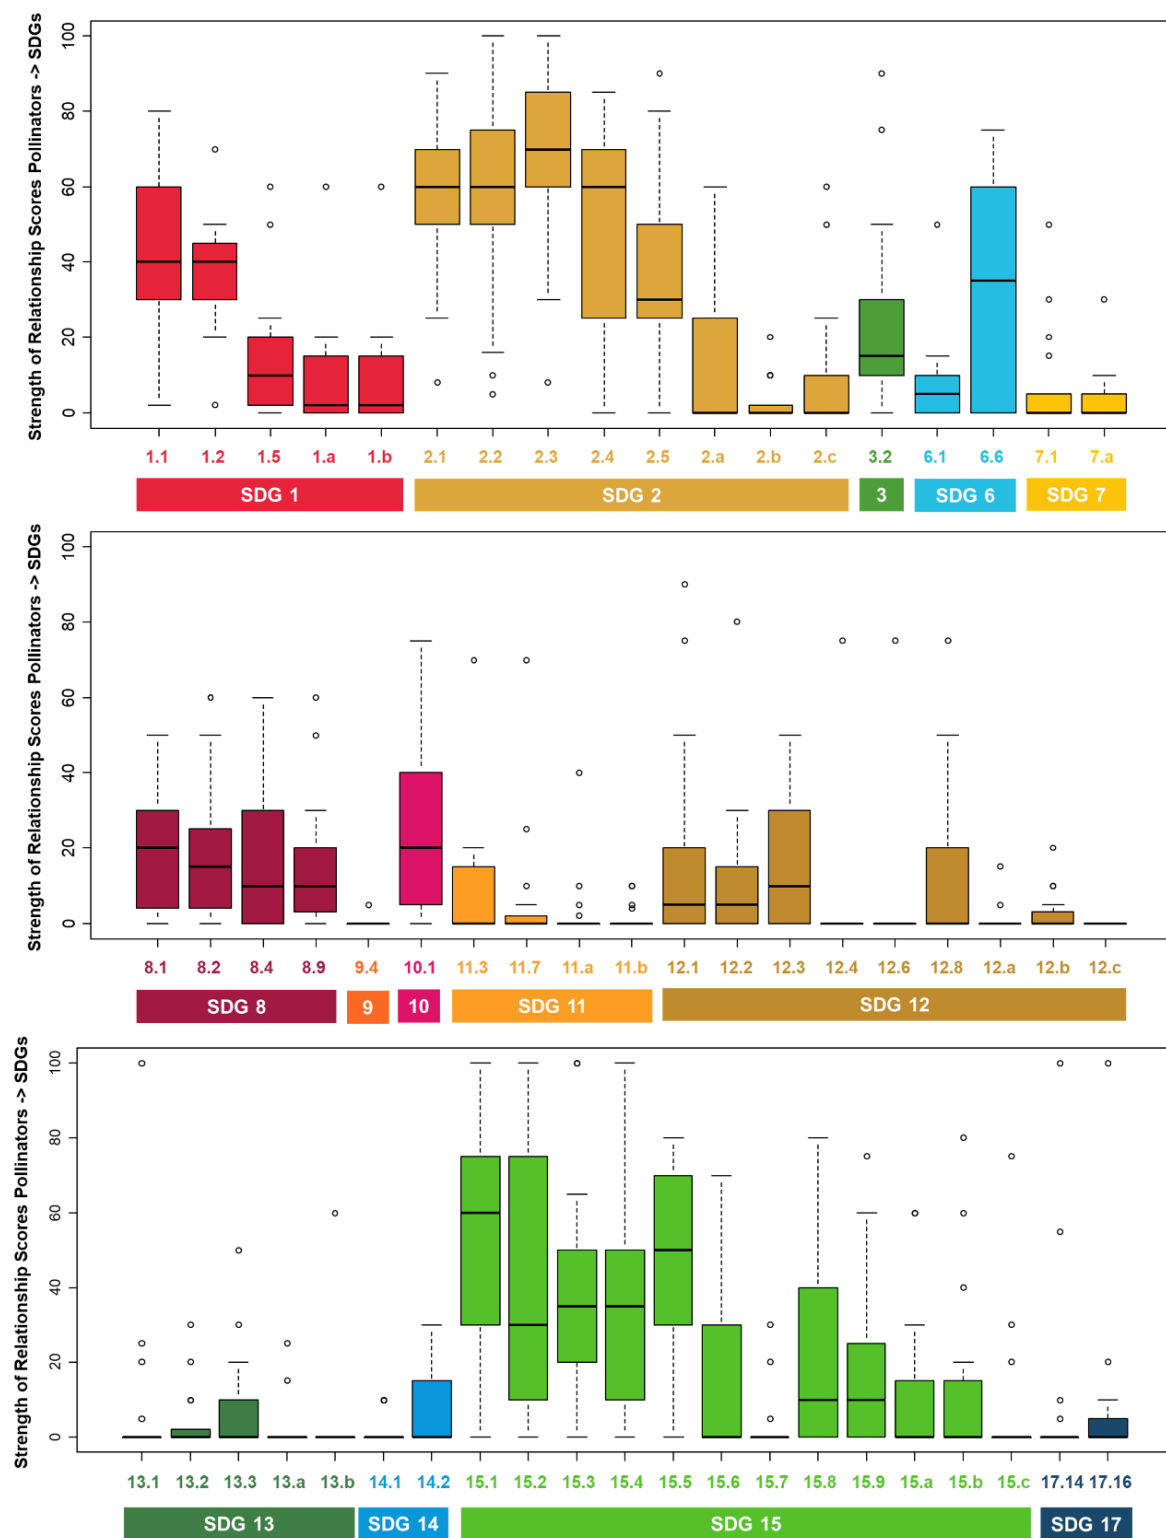 Strength of Relationship Scores Pollinators -> SDGs
100
80
60
40
20
0
1.1 1.2 1.5 1.a 1.b 2.1 2.2 2.3 2.4 2.5 2.a 2.b 2.c 3.2 6.1 6.6 7.1 7.a
SDG 1 SDG 2 3 SDG 6 SDG 7
Strength of Relationship Scores Pollinators -> SDGs
100
80
60
40
20
0
8.1 8.2 8.4 8.9 9.4 10.1 11.3 11.7 11.a 11.b 12.1 12.2 12.3 12.4 12.6 12.8 12.a 12.b 12.c
SDG 8 9 10 SDG 11 SDG 12
Strength of Relationship Scores Pollinators -> SDGs
100
80
60
40
20
0
13.1 13.2 13.3 13.a 13.b 14.1 14.2 15.1 15.2 15.3 15.4 15.5 15.6 15.7 15.8 15.9 15.a 15.b 15.c 17.14 17.16
SDG 13 SDG 14 SDG 15 SDG 17